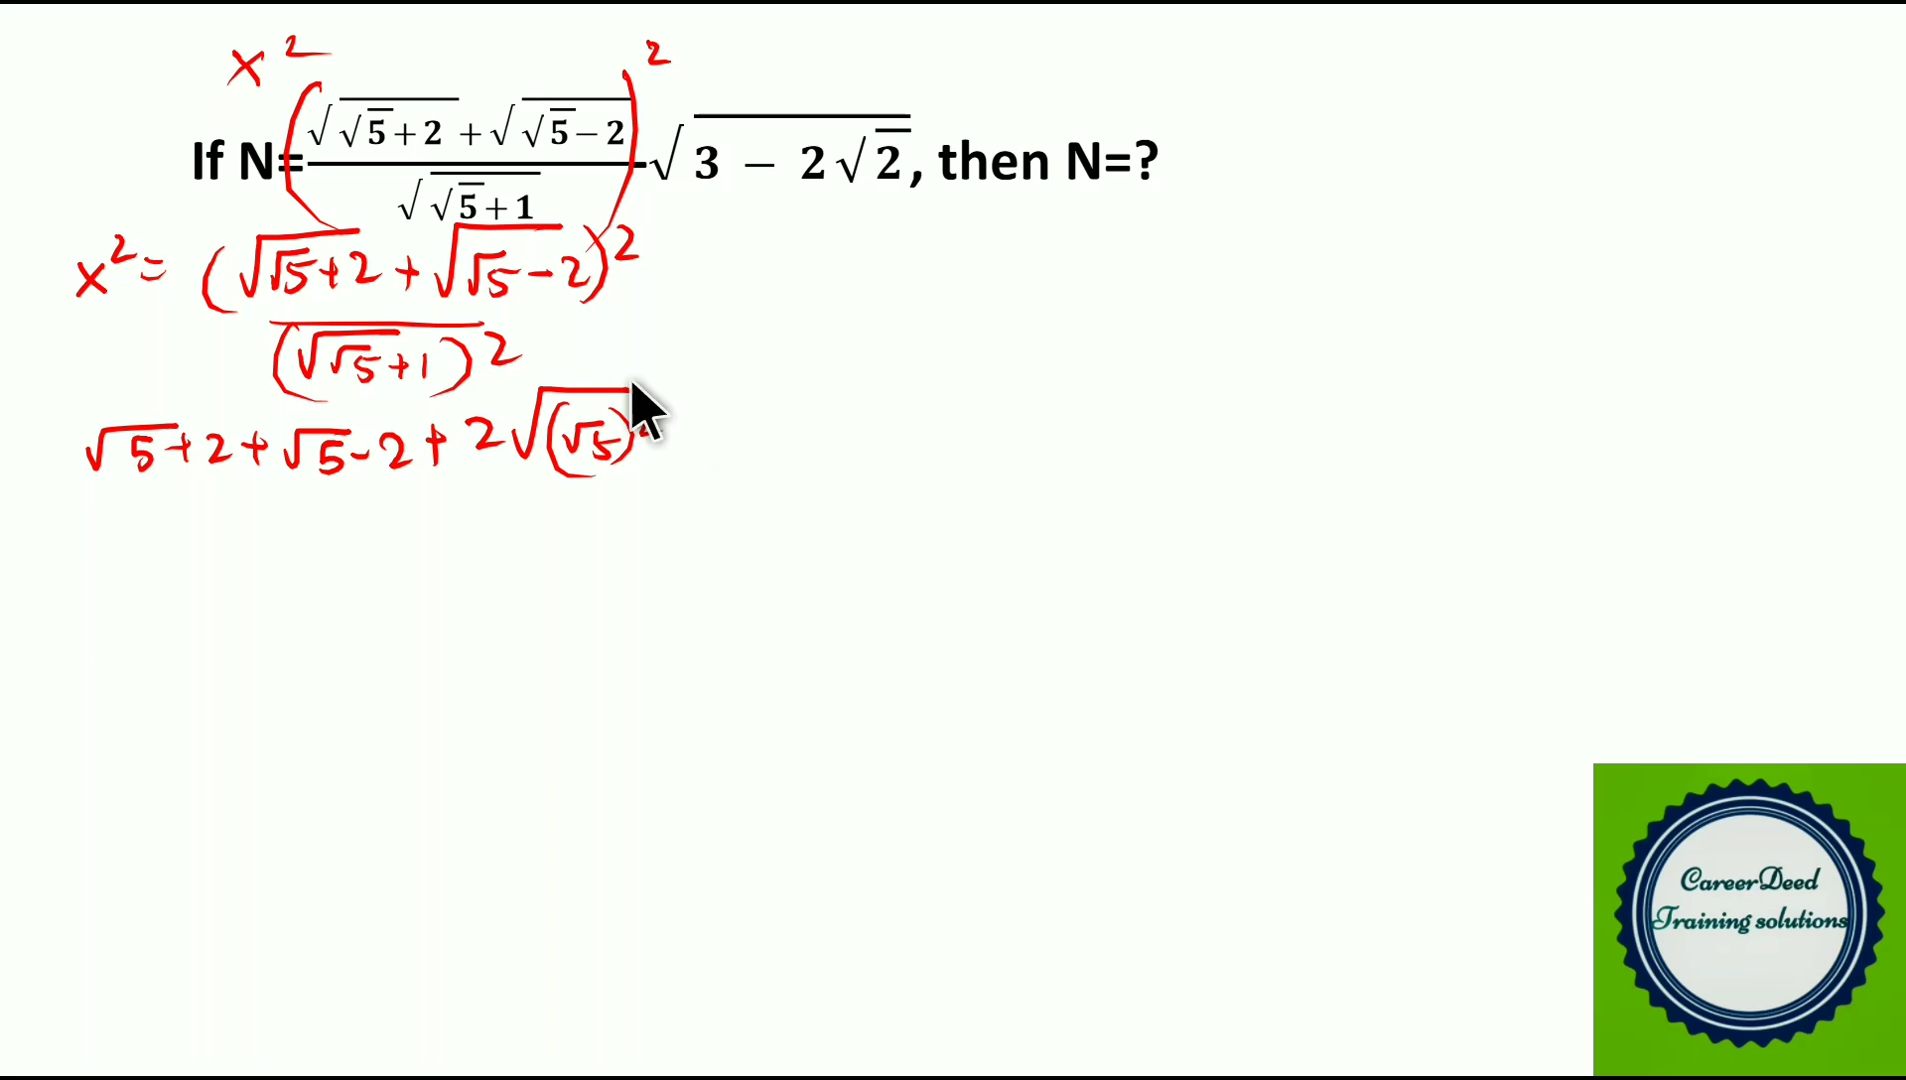 x²
( )²
If N= (√(√5+2) + √(√5−2)) / √(√5+1) - √(3 − 2√2), then N=?
x² = (√(√5+2) + √(√5−2))²
(√(√5+1))²
√5+2+√5-2+2√(√5)²
CareerDeed
Training solutions